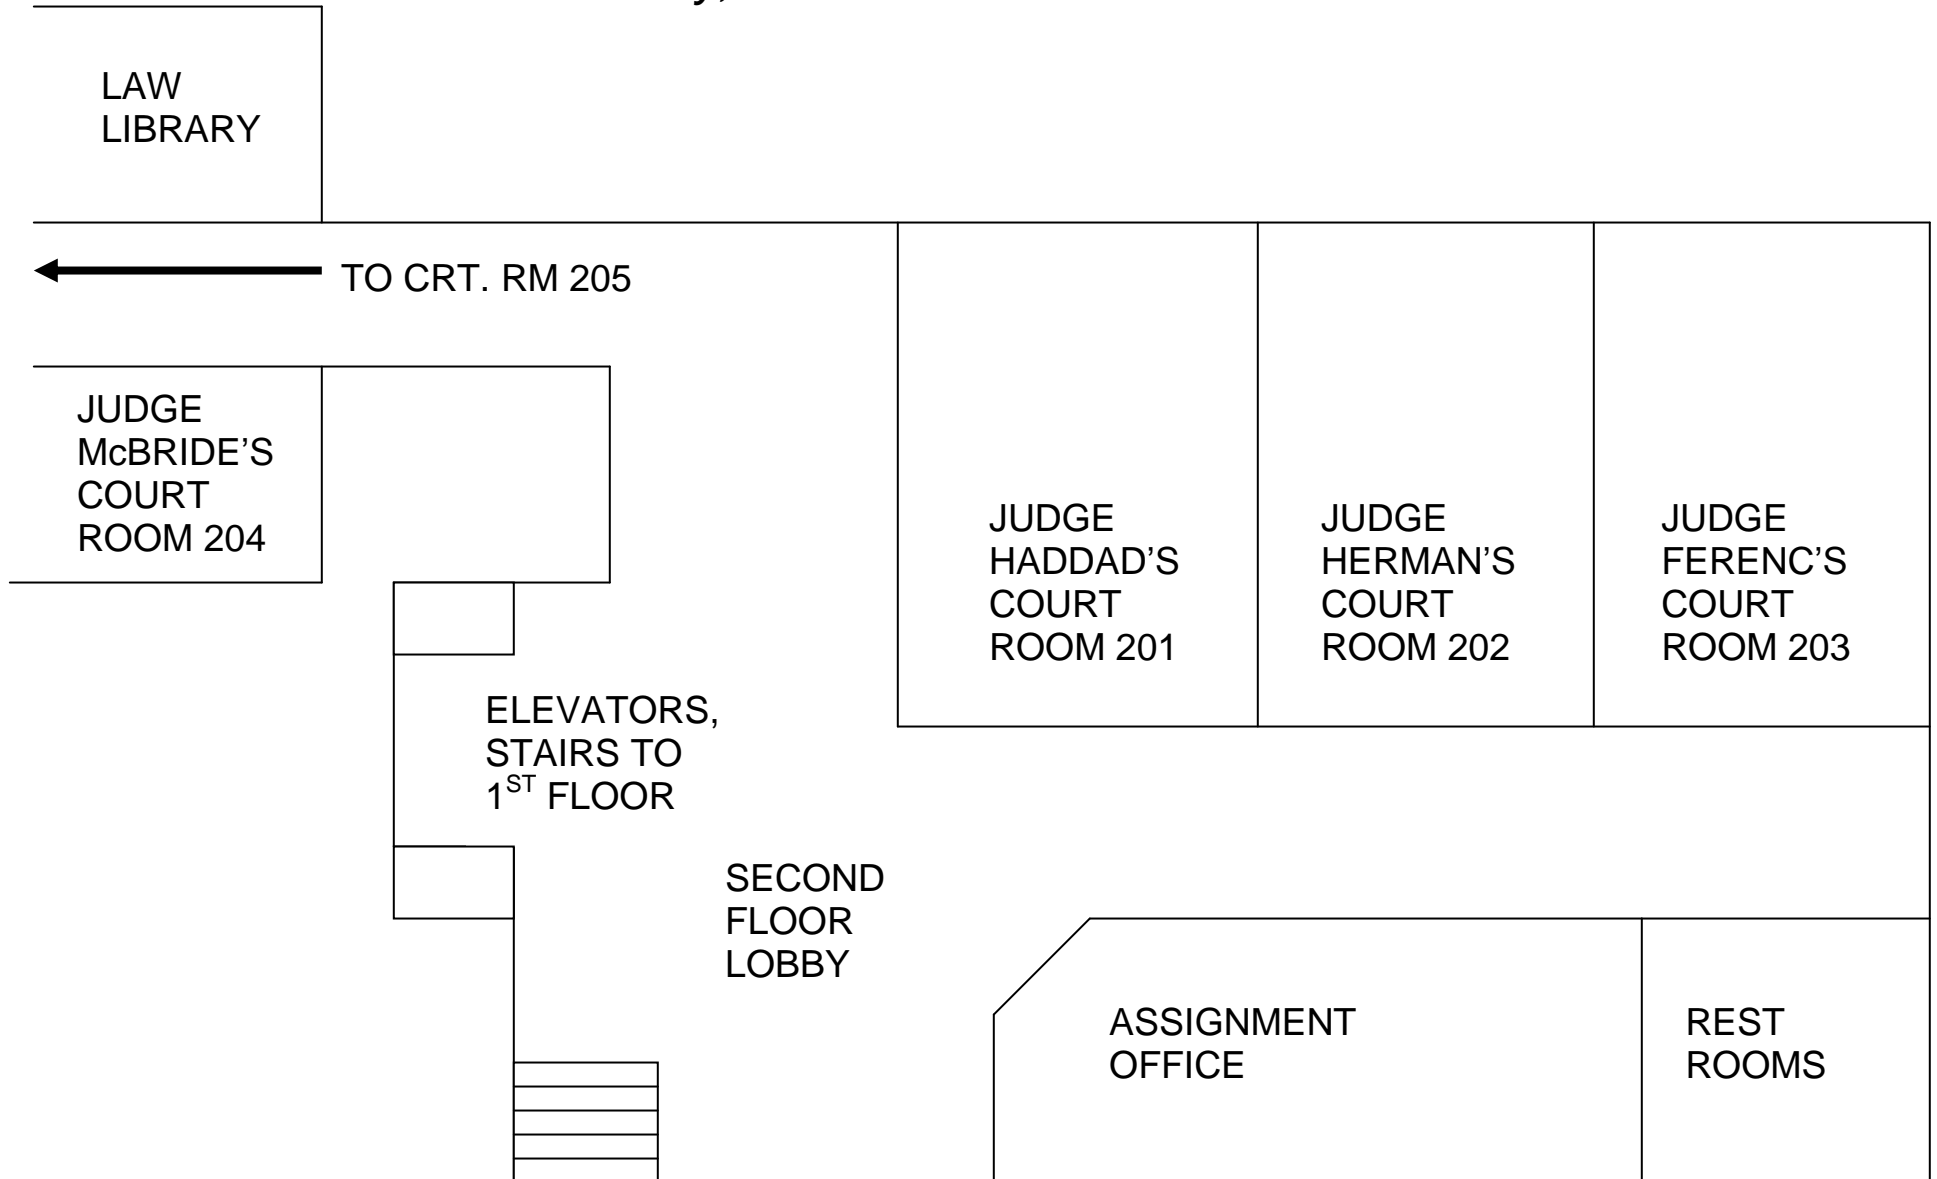 LAW
LIBRARY
TO CRT. RM 205
JUDGE
McBRIDE’S
COURT
ROOM 204
JUDGE
HADDAD’S
COURT
ROOM 201
JUDGE
HERMAN’S
COURT
ROOM 202
JUDGE
FERENC’S
COURT
ROOM 203
ELEVATORS,
STAIRS TO
1ST FLOOR
SECOND
FLOOR
LOBBY
ASSIGNMENT
OFFICE
REST
ROOMS